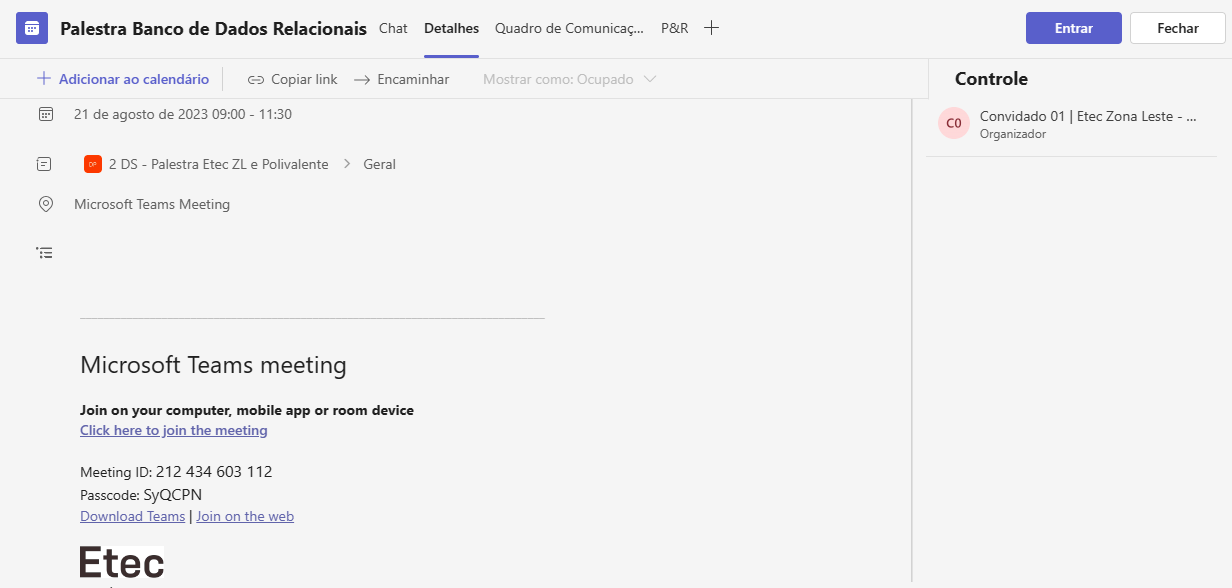 Palestra Banco de Dados Relacionais Chat Detalhes Quadro de Comunicaç... P&R
Entrar Fechar
Adicionar ao calendário Copiar link Encaminhar Mostrar como: Ocupado
Controle
21 de agosto de 2023 09:00 - 11:30
2 DS - Palestra Etec ZL e Polivalente > Geral
Microsoft Teams Meeting
C0 Convidado 01 | Etec Zona Leste - ...
Organizador
Microsoft Teams meeting
Join on your computer, mobile app or room device
Click here to join the meeting
Meeting ID: 212 434 603 112
Passcode: SyQCPN
Download Teams | Join on the web
Etec